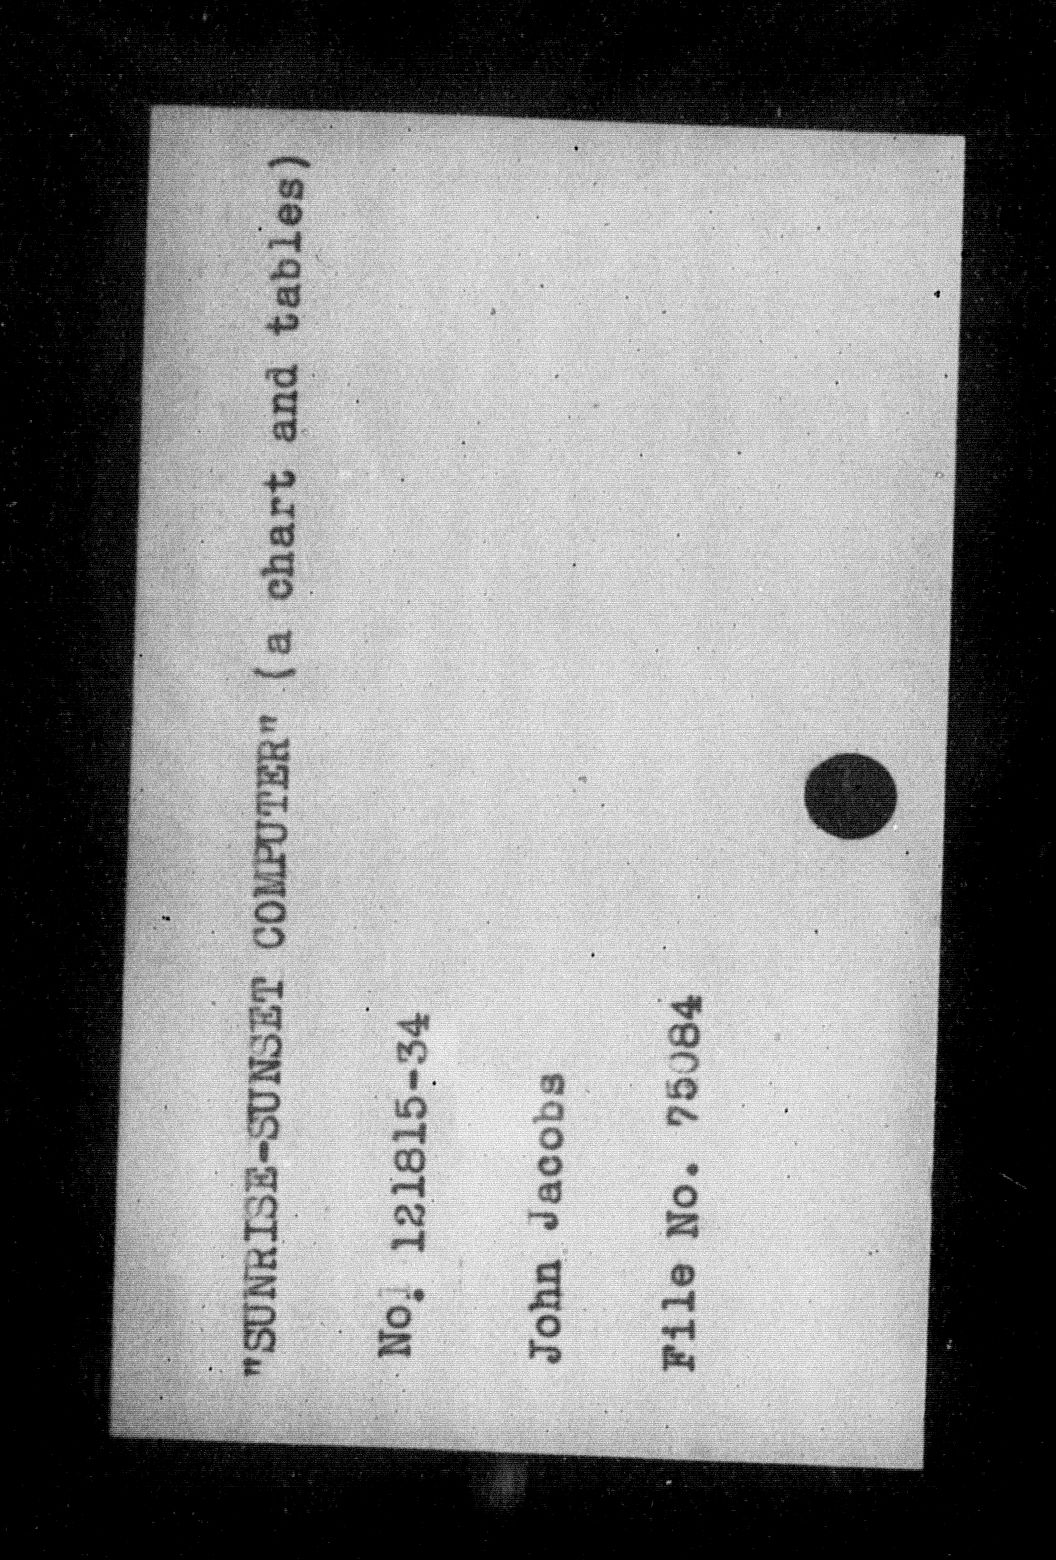 "SUNRISE-SUNSET COMPUTER" (a chart and tables)
No. 121815-34
John Jacobs
File No. 75084